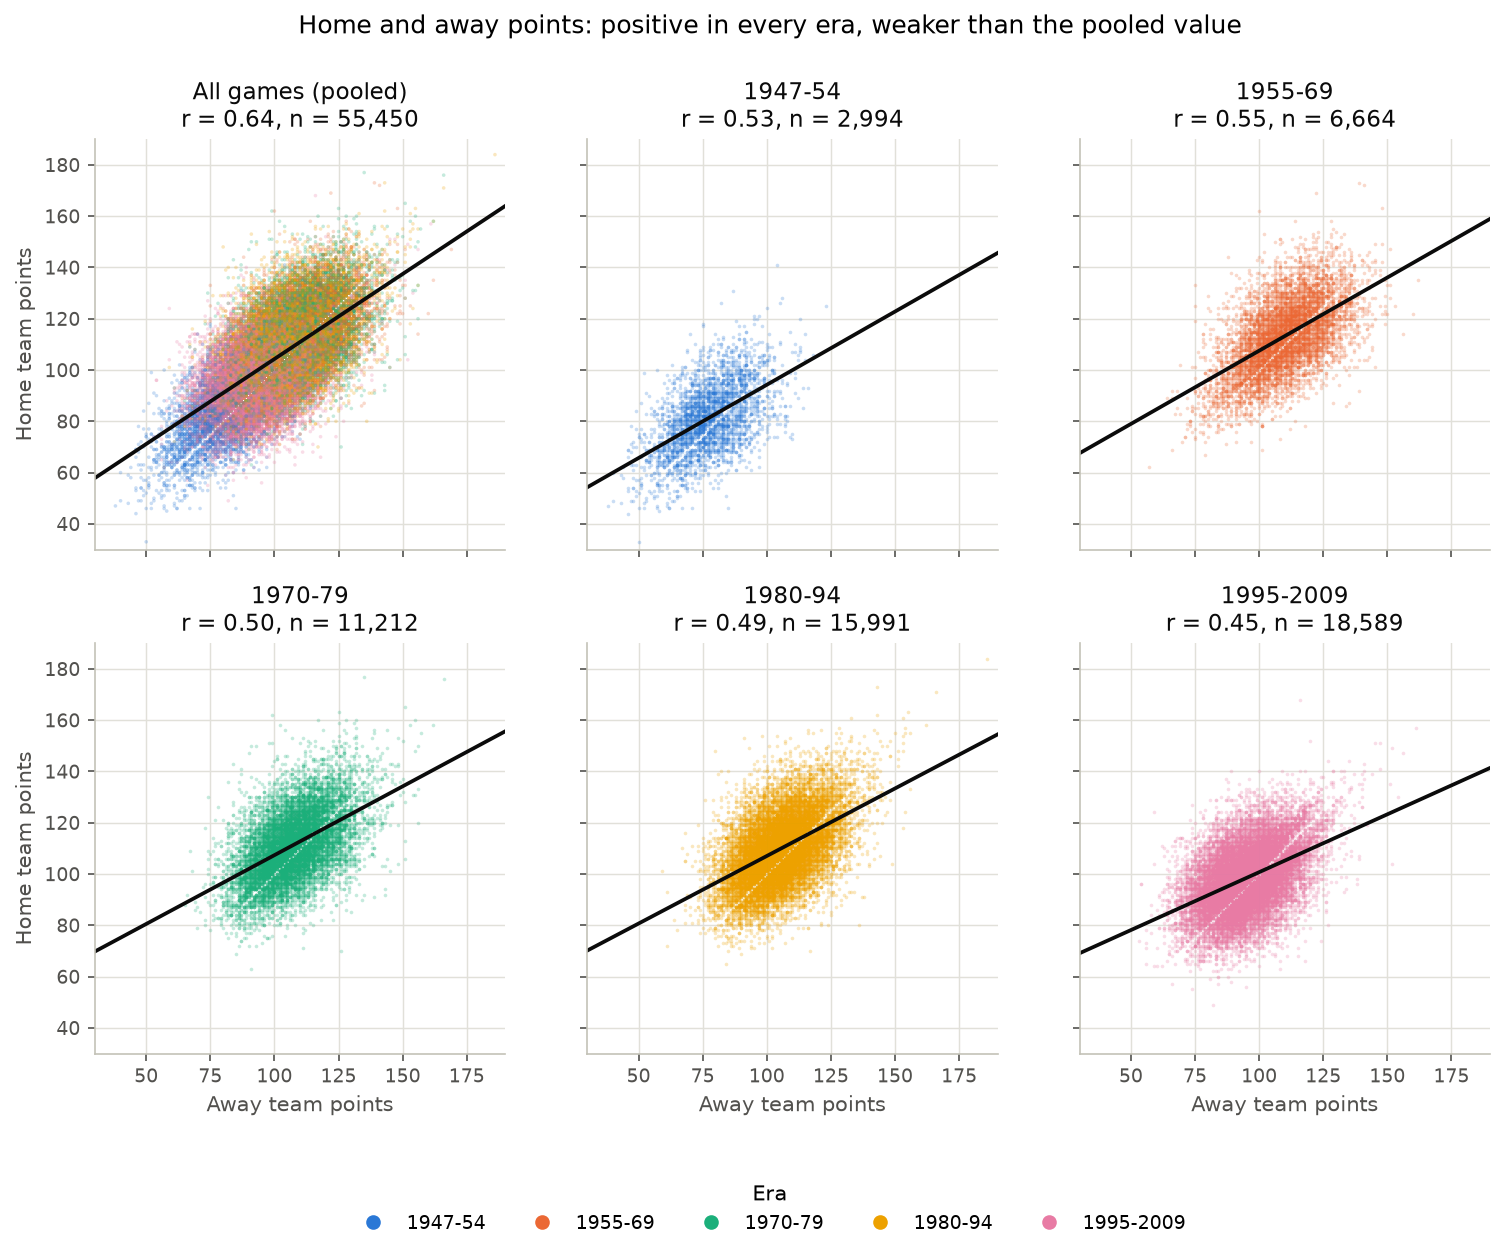 Home and away points: positive in every era, weaker than the pooled value
All games (pooled)
r = 0.64, n = 55,450
1947-54
r = 0.53, n = 2,994
1955-69
r = 0.55, n = 6,664
Home team points
180
160
140
120
100
80
60
40
1970-79
r = 0.50, n = 11,212
1980-94
r = 0.49, n = 15,991
1995-2009
r = 0.45, n = 18,589
Home team points
180
160
140
120
100
80
60
40
50 75 100 125 150 175
50 75 100 125 150 175
50 75 100 125 150 175
Away team points
Away team points
Away team points
Era
1947-54
1955-69
1970-79
1980-94
1995-2009